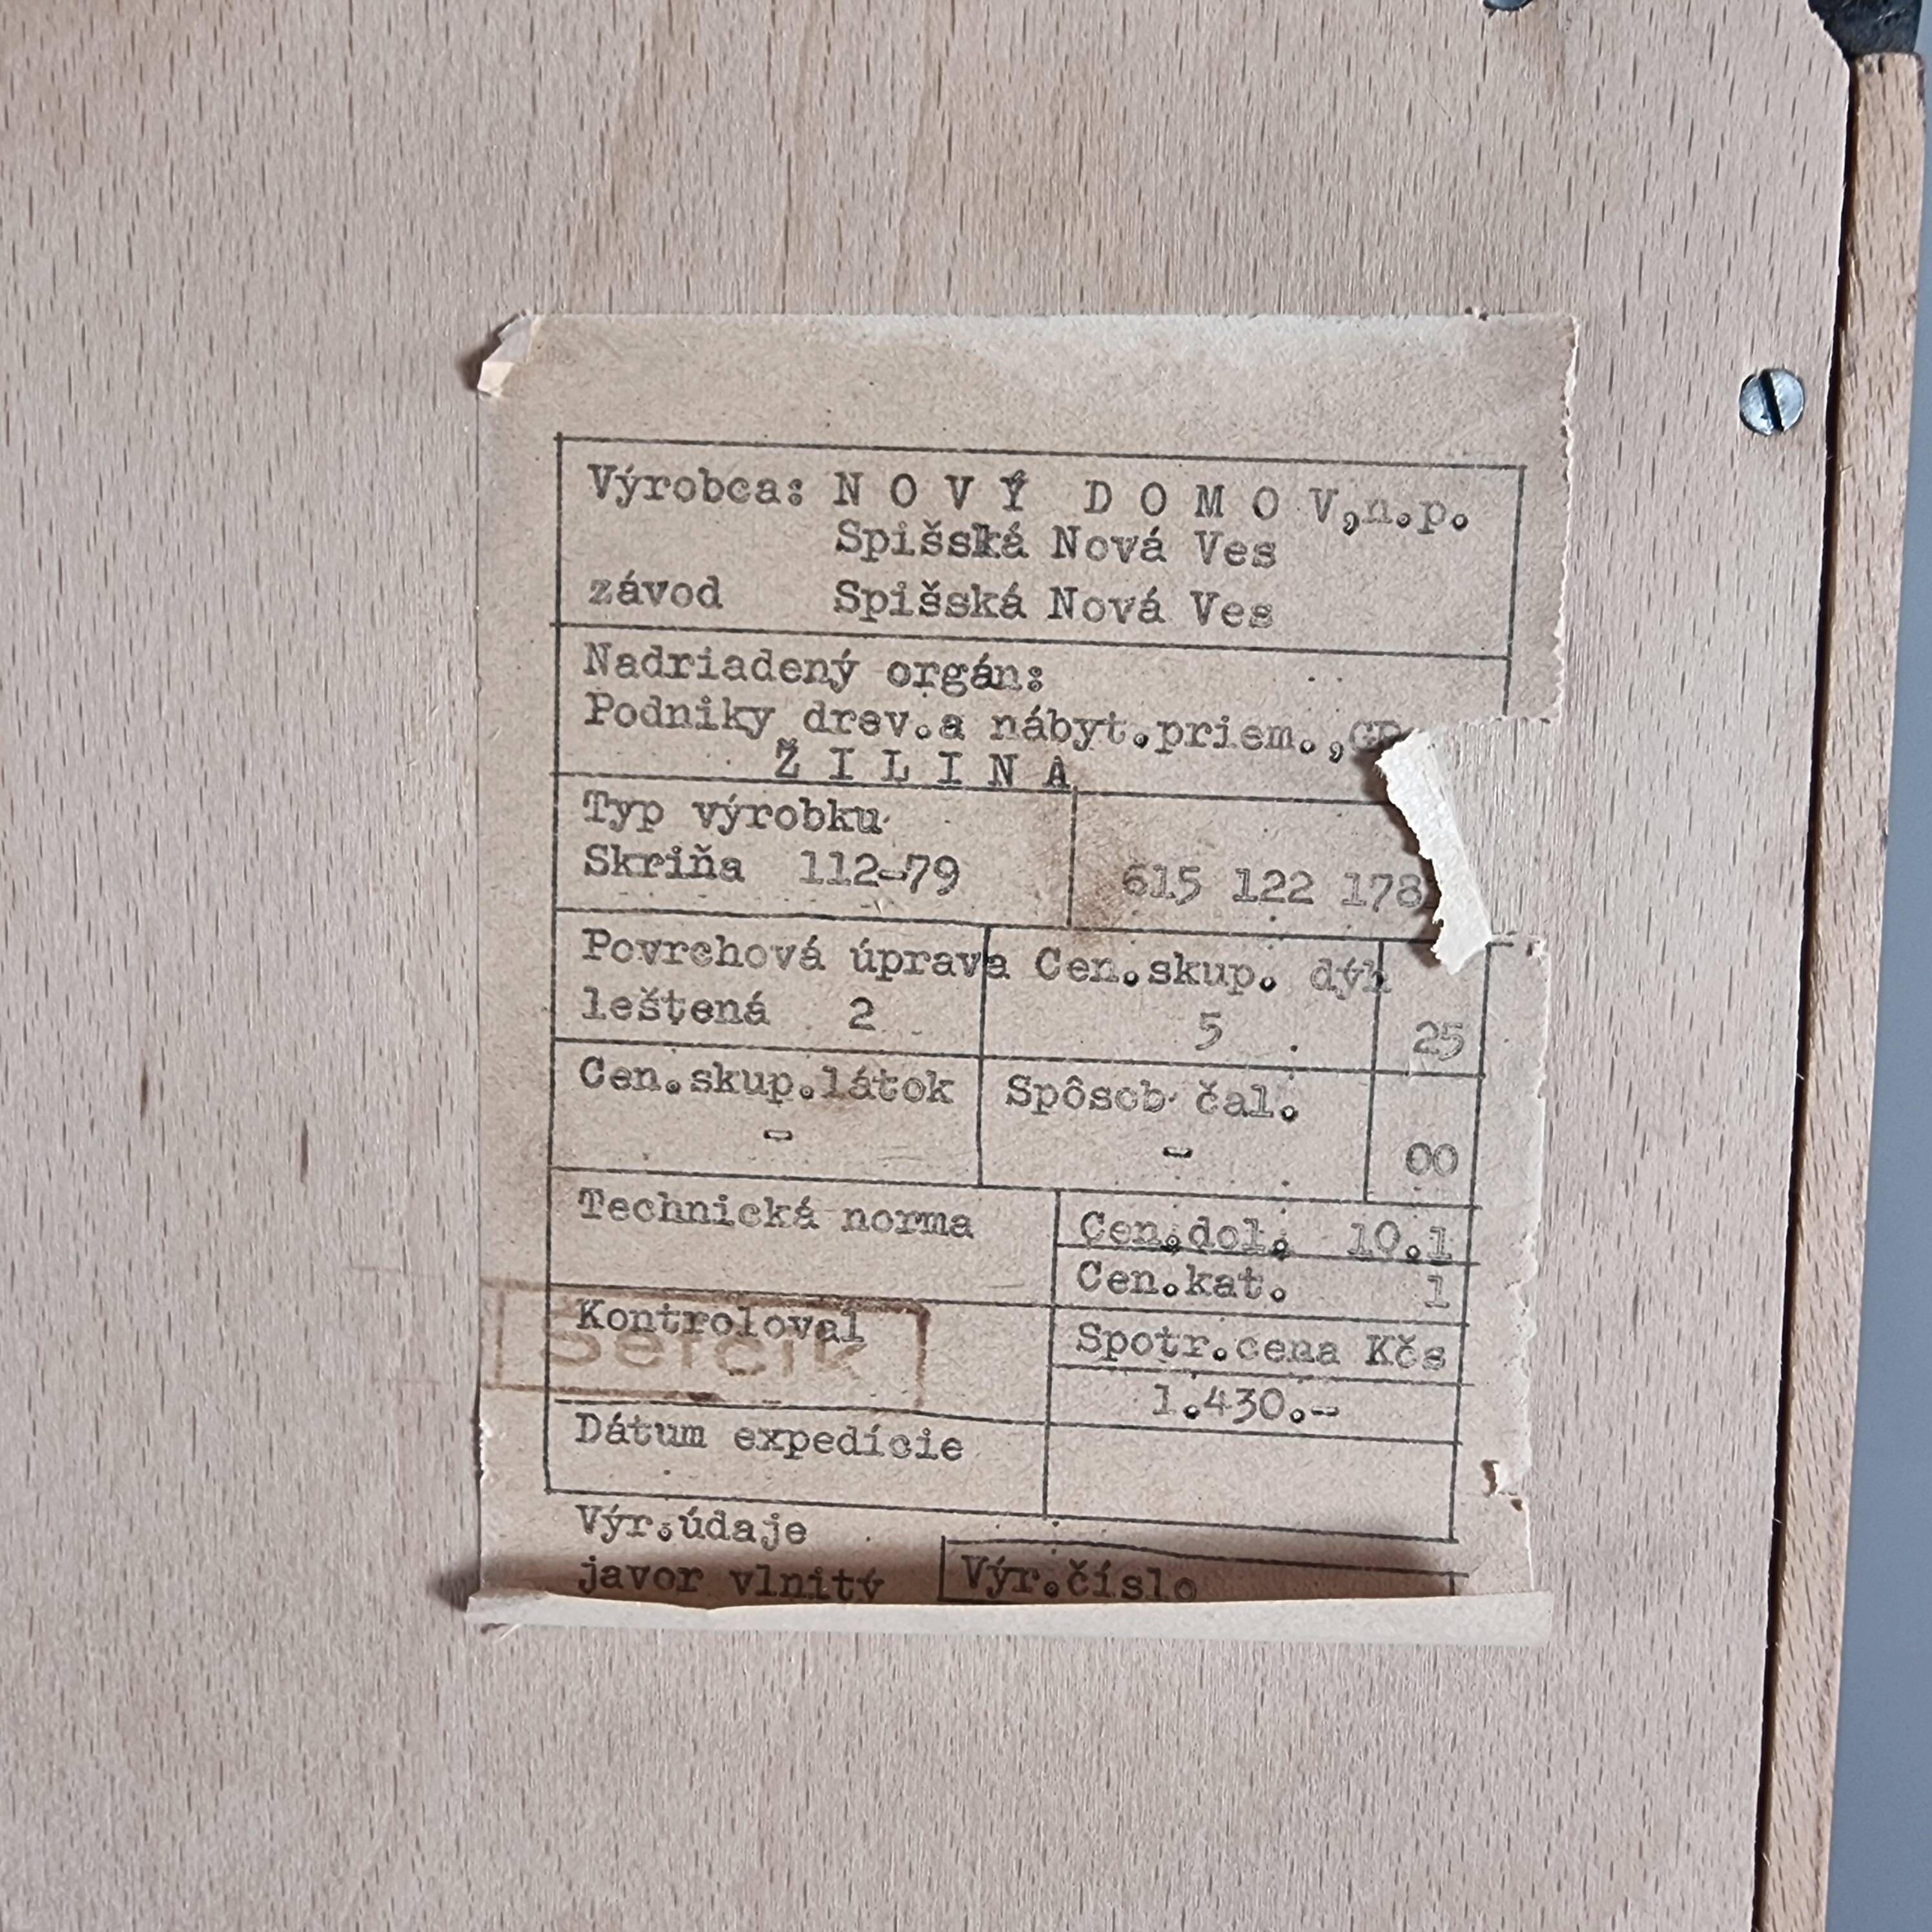 Výrobca: N O V Ý D O M O V,n.p.
Spišská Nová Ves
závod Spišská Nová Ves
Nadriadený orgán:
Podniky drev.a nábyt.priem.,
Ž I L I N A
Typ výrobku
Skriňa 112-79 615 122 178
Povrchová úprava Cen.skup. dýh
leštená 2 5 25
Cen.skup.látok Spôsob čal.
- - 00
Technická norma Cen.dol. 10.1
Cen.kat. 1
Kontroloval Spotr.cena Kčs
1.430.--
Dátum expedície
Výr.údaje
javor vlnitý Výr.číslo